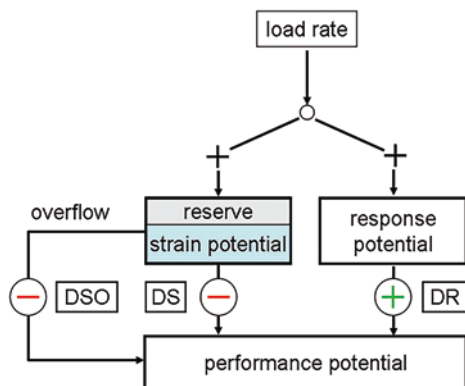 load rate
+
+
overflow
reserve
strain potential
response
potential
−
DSO
DS
−
+
DR
performance potential